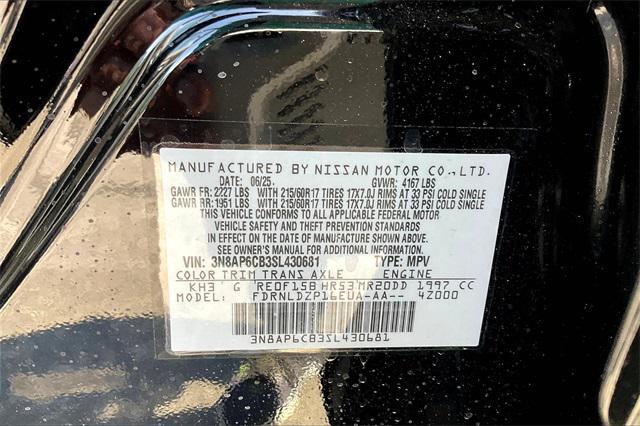 MANUFACTURED BY NISSAN MOTOR CO.,LTD.
DATE: 06/25 GVWR: 4167 LBS
GAWR FR: 2227 LBS WITH 215/60R17 TIRES 17X7.0J RIMS AT 33 PSI COLD SINGLE
GAWR RR: 1951 LBS WITH 215/60R17 TIRES 17X7.0J RIMS AT 33 PSI COLD SINGLE
THIS VEHICLE CONFORMS TO ALL APPLICABLE FEDERAL MOTOR
VEHICLE SAFETY AND THEFT PREVENTION STANDARDS
IN EFFECT ON THE DATE OF MANUFACTURE SHOWN ABOVE.
SEE OWNER'S MANUAL FOR ADDITIONAL INFORMATION.
VIN: 3N8AP6CB3SL430681 TYPE: MPV
COLOR TRIM TRANS AXLE ENGINE
KH3 G RE0F15B HR53 MR20DD 1997 CC
MODEL: FDRNLDZP16EUA-AA-- 4Z000
3N8AP6CB3SL430681